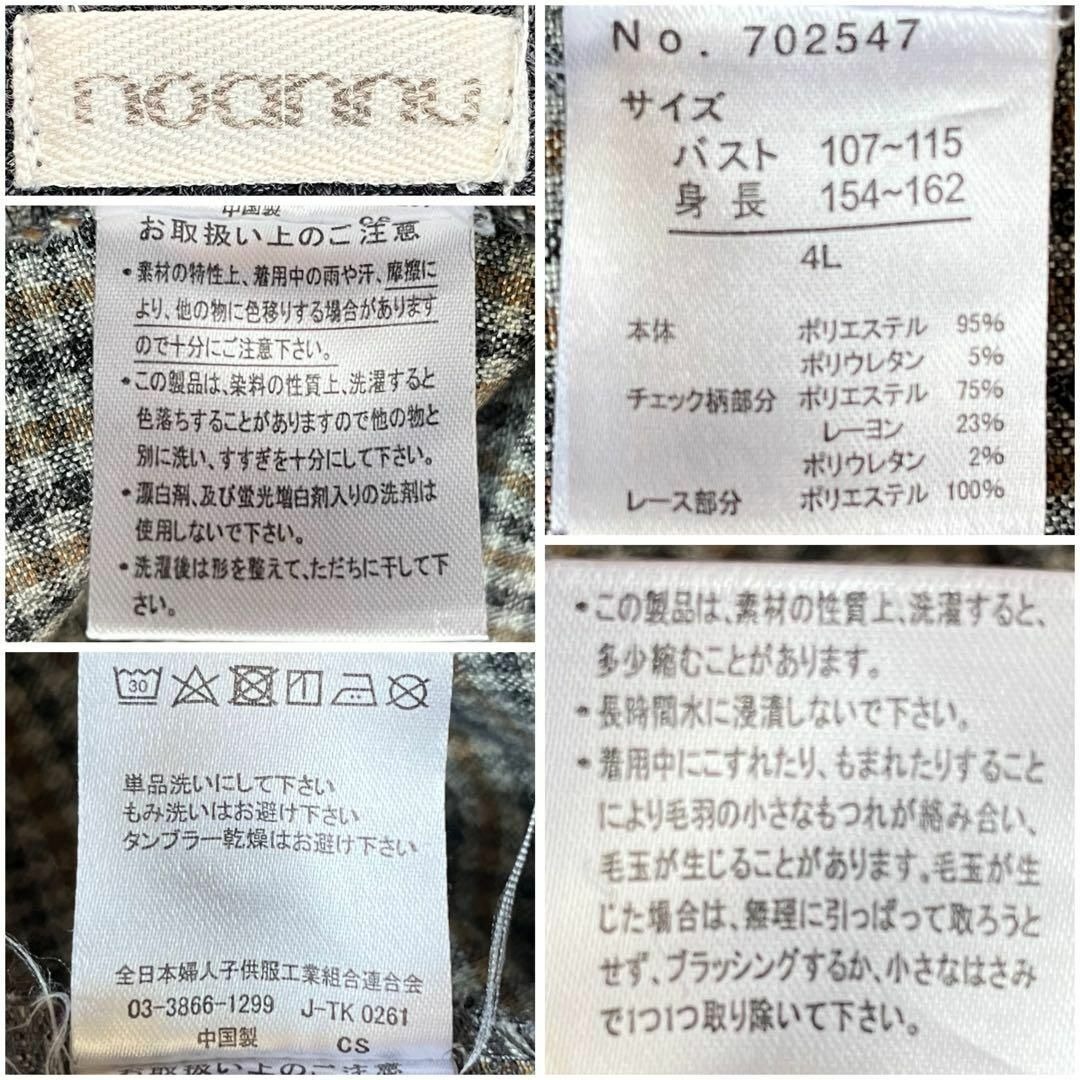 noannu
No. 702547
サイズ
バスト 107~115
身長 154~162
4L
本体 ポリエステル 95%
ポリウレタン 5%
チェック柄部分 ポリエステル 75%
レーヨン 23%
ポリウレタン 2%
レース部分 ポリエステル 100%
中国製 CS
お取扱い上のご注意
・素材の特性上、着用中の雨や汗、摩擦に
より、他の物に色移りする場合があります
ので十分にご注意下さい。
・この製品は、染料の性質上、洗濯すると
色落ちすることがありますので他の物と
別に洗い、すすぎを十分にして下さい。
・漂白剤、及び蛍光増白剤入りの洗剤は
使用しないで下さい。
・洗濯後は形を整えて、ただちに干して下
さい。
30
単品洗いにして下さい
もみ洗いはお避け下さい
タンブラー乾燥はお避け下さい
全日本婦人子供服工業組合連合会
03-3866-1299 J-TK 0261
中国製 CS
お取扱い上のご注意
・この製品は、素材の性質上、洗濯すると、
多少縮むことがあります。
・長時間水に浸漬しないで下さい。
・着用中にこすれたり、もまれたりすること
により毛羽の小さなもつれが絡み合い、
毛玉が生じることがあります。毛玉が生
じた場合は、無理に引っぱって取ろうと
せず、ブラッシングするか、小さなはさみ
で1つ1つ取り除いて下さい。